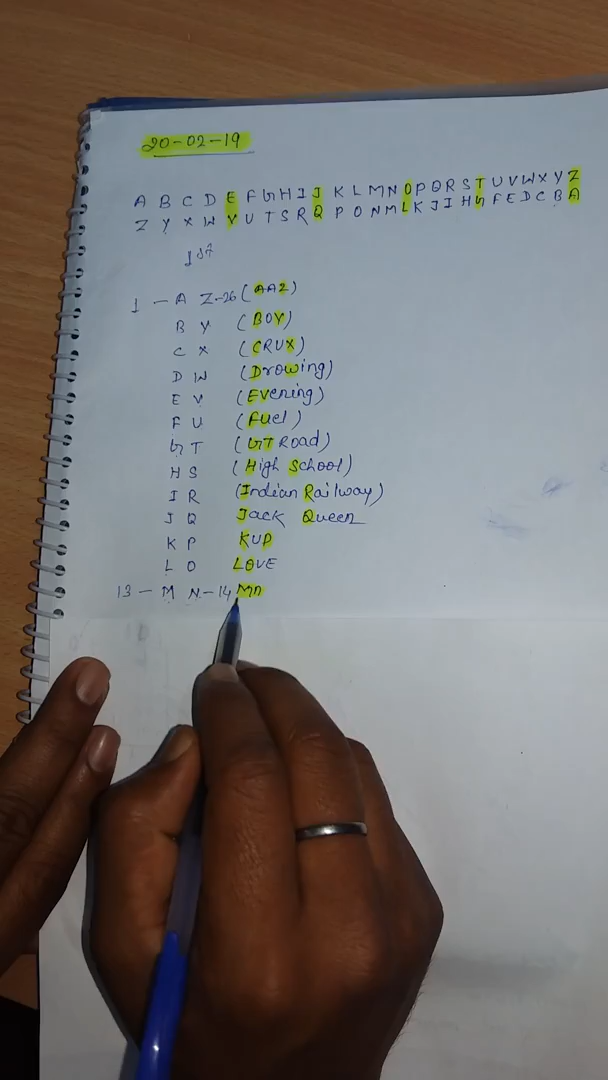 20-02-19
A B C D E F G H I J K L M N O P Q R S T U V W X Y Z
Z Y X W V U T S R Q P O N M L K J I H G F E D C B A
1st
1 - A Z-26 (AAZ)
B Y (BOY)
C X (CRUX)
D W (Drowing)
E V (EVening)
F U (Fuel)
G T (GT Road)
H S (High School)
I R (Indian Railway)
J Q Jack Queen
K P KUP
L O LOVE
13 - M N-14 Mn